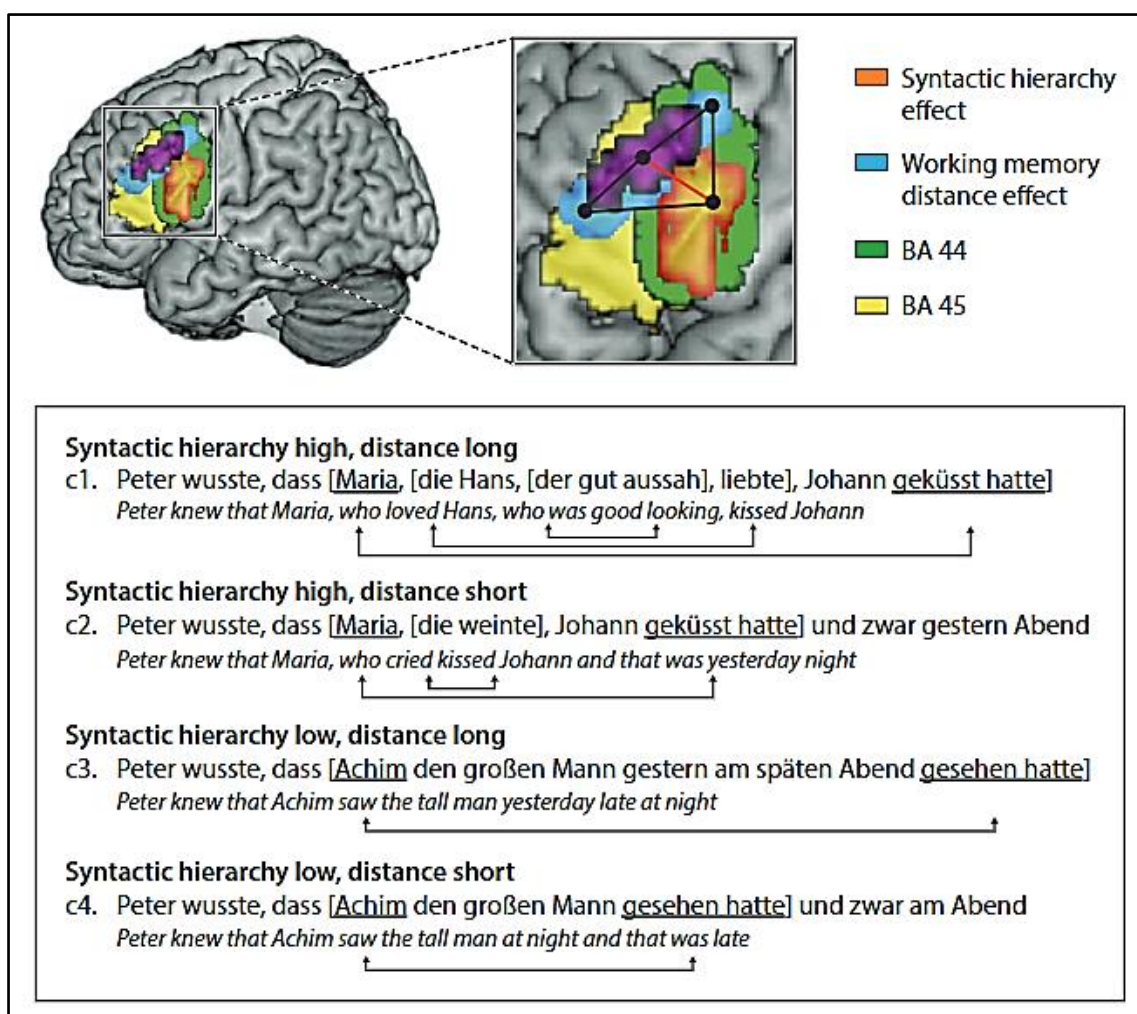 Syntactic hierarchy
effect
Working memory
distance effect
BA 44
BA 45
Syntactic hierarchy high, distance long
c1. Peter wusste, dass [Maria, [die Hans, [der gut aussah], liebte], Johann geküsst hatte]
Peter knew that Maria, who loved Hans, who was good looking, kissed Johann
Syntactic hierarchy high, distance short
c2. Peter wusste, dass [Maria, [die weinte], Johann geküsst hatte] und zwar gestern Abend
Peter knew that Maria, who cried kissed Johann and that was yesterday night
Syntactic hierarchy low, distance long
c3. Peter wusste, dass [Achim den großen Mann gestern am späten Abend gesehen hatte]
Peter knew that Achim saw the tall man yesterday late at night
Syntactic hierarchy low, distance short
c4. Peter wusste, dass [Achim den großen Mann gesehen hatte] und zwar am Abend
Peter knew that Achim saw the tall man at night and that was late